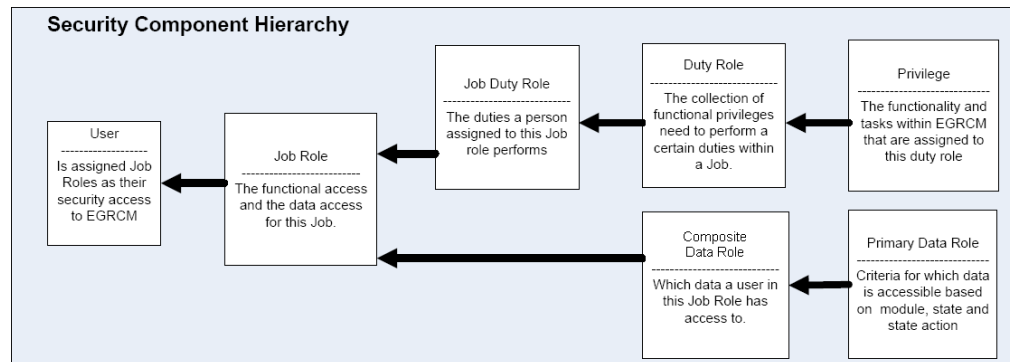 Security Component Hierarchy
User
-------------------
Is assigned Job
Roles as their
security access
to EGRCM
Job Role
------------------------
The functional access
and the data access
for this Job.
Job Duty Role
-------------------------
The duties a person
assigned to this Job
role performs
Duty Role
-------------------------
The collection of
functional privileges
need to perform a
certain duties within
a Job.
Privilege
-------------------------
The functionality and
tasks within EGRCM
that are assigned to
this duty role
Composite
Data Role
-------------------------
Which data a user in
this Job Role has
access to.
Primary Data Role
-------------------------
Criteria for which data
is accessible based
on module, state and
state action